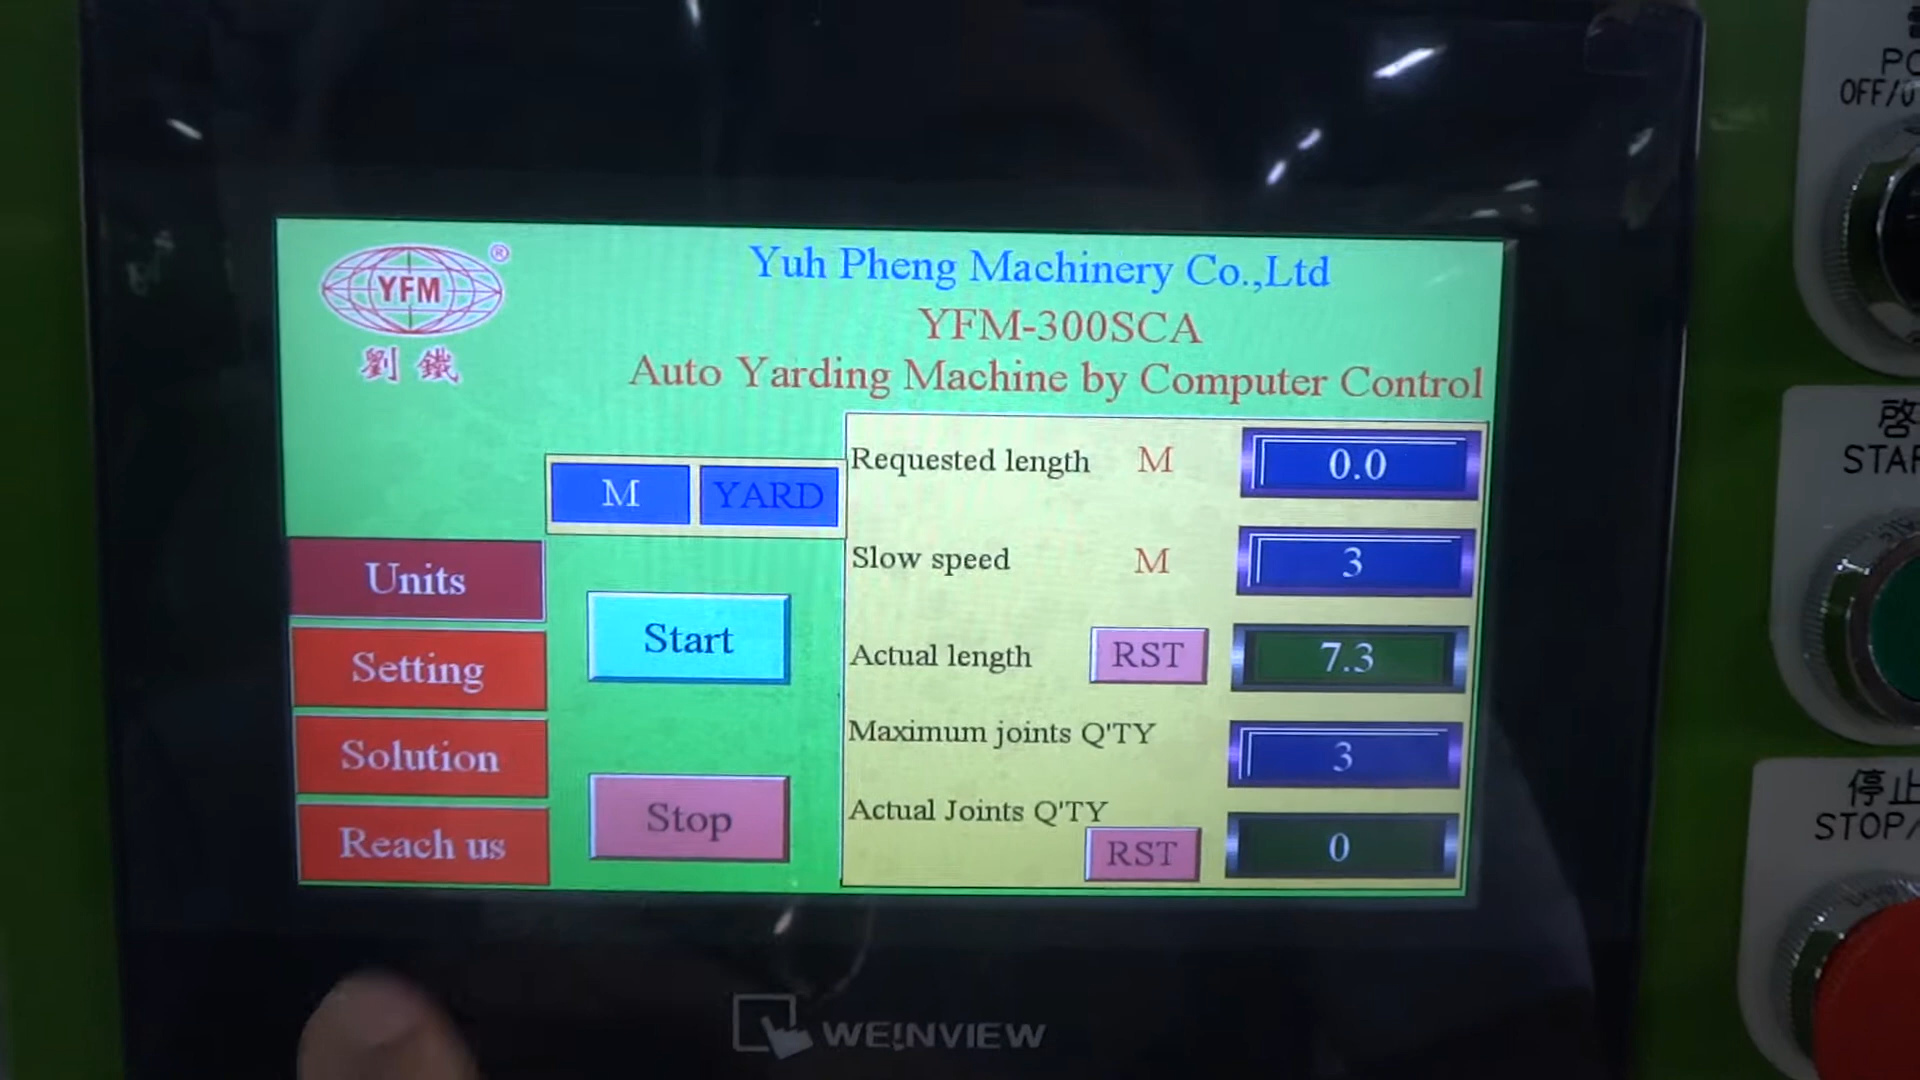 YFM ®
劉鐵
Yuh Pheng Machinery Co.,Ltd
YFM-300SCA
Auto Yarding Machine by Computer Control
M YARD
Units
Setting
Solution
Reach us
Start
Stop
Requested length M 0.0
Slow speed M 3
Actual length RST 7.3
Maximum joints Q'TY 3
Actual Joints Q'TY
RST 0
WEINVIEW
OFF/
停止
STOP/